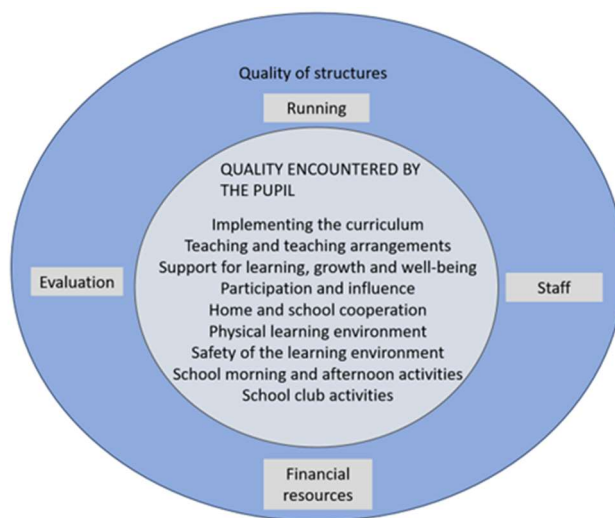 Quality of structures
Running
QUALITY ENCOUNTERED BY
THE PUPIL
Implementing the curriculum
Teaching and teaching arrangements
Support for learning, growth and well-being
Participation and influence
Home and school cooperation
Physical learning environment
Safety of the learning environment
School morning and afternoon activities
School club activities
Evaluation
Staff
Financial
resources